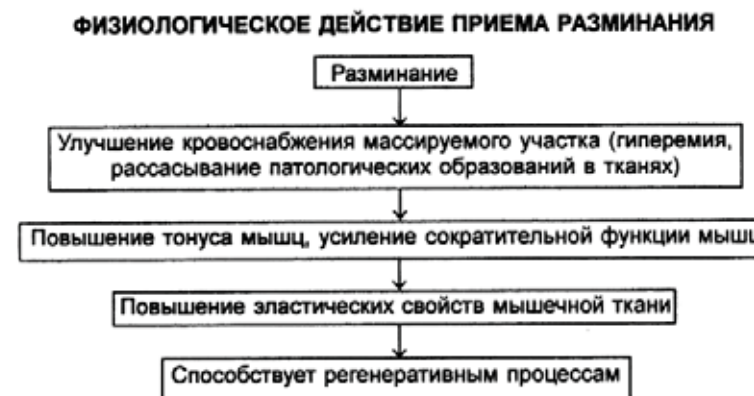 ФИЗИОЛОГИЧЕСКОЕ ДЕЙСТВИЕ ПРИЕМА РАЗМИНАНИЯ
Разминание
Улучшение кровоснабжения массируемого участка (гиперемия,
рассасывание патологических образований в тканях)
Повышение тонуса мышц, усиление сократительной функции мышц
Повышение эластических свойств мышечной ткани
Способствует регенеративным процессам